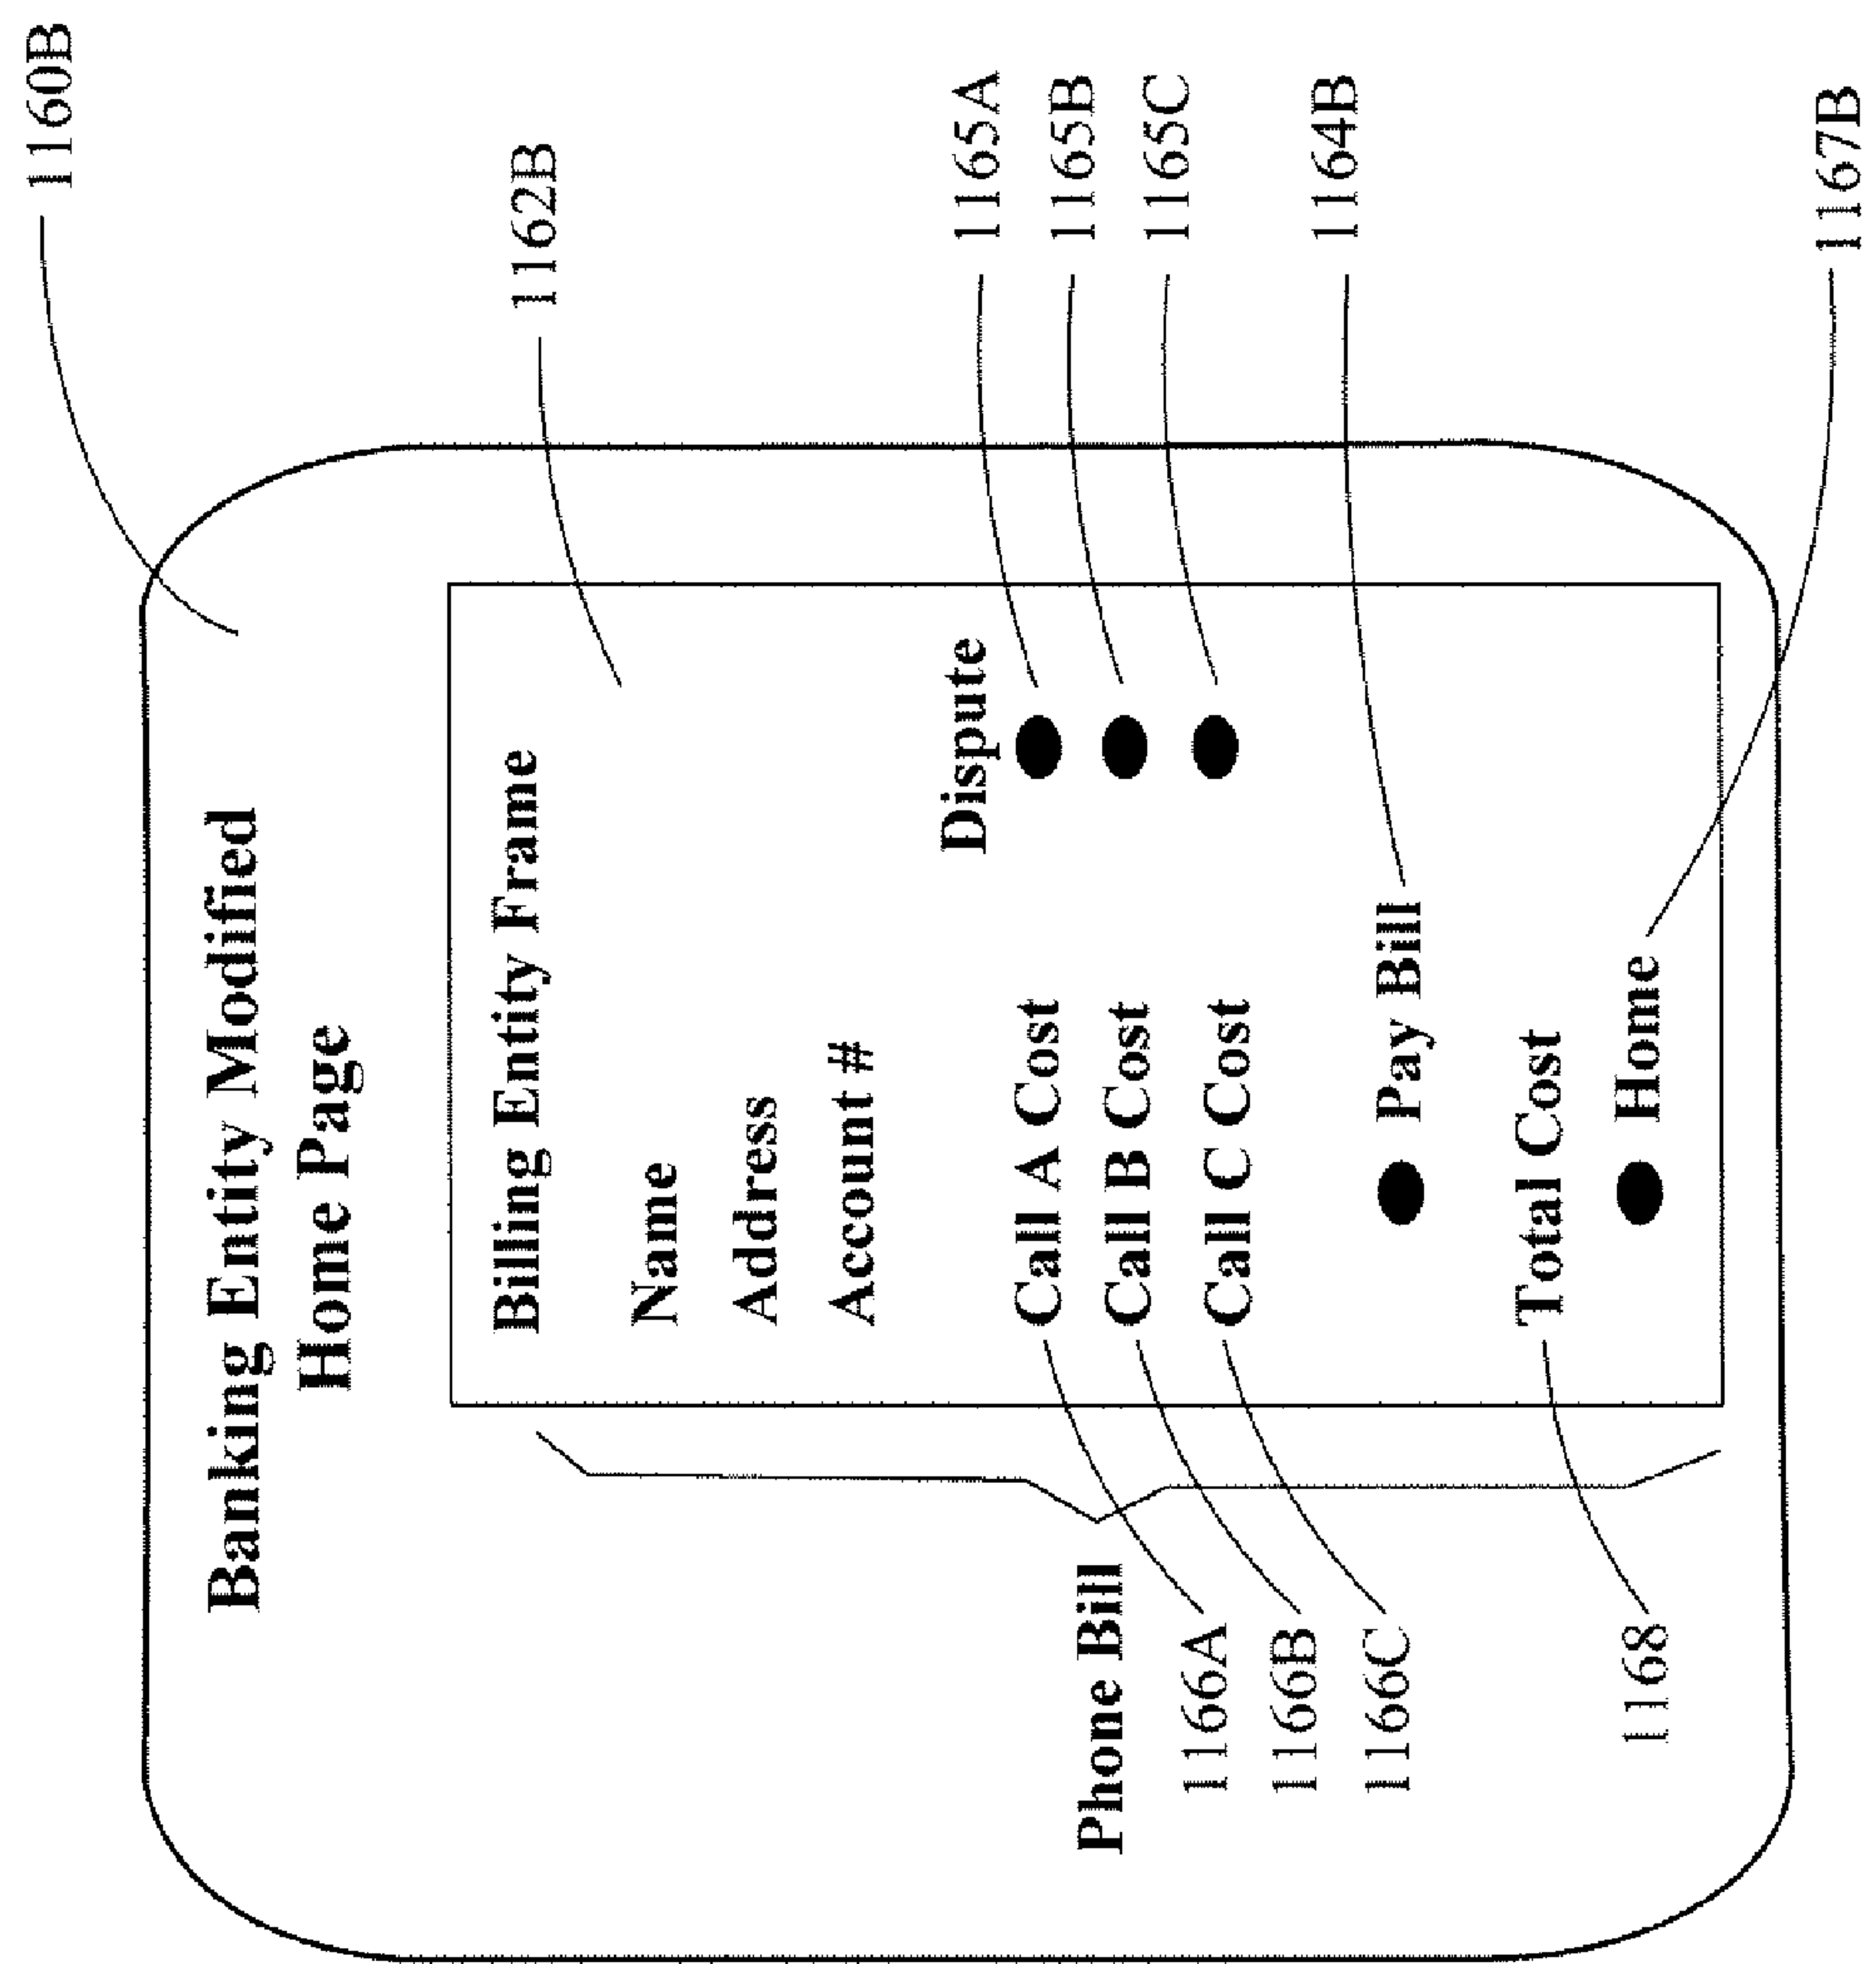 1160B
Banking Entity Modified
Home Page
1162B
Billing Entity Frame
Name
Address
Account #
Dispute
1165A
Call A Cost
1165B
Call B Cost
1165C
Call C Cost
Phone Bill
1166A
1166B
1166C
1164B
Pay Bill
Total Cost
1168
Home
1167B